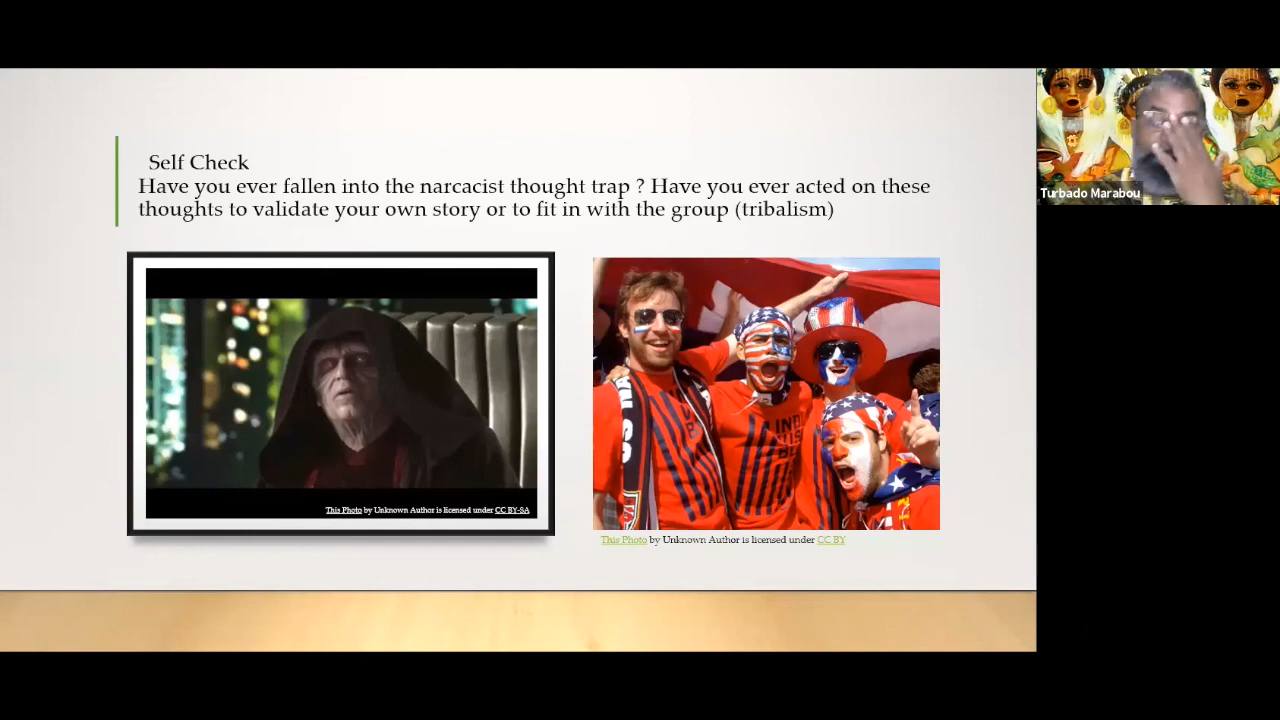 Self Check
Have you ever fallen into the narcacist thought trap ? Have you ever acted on these
thoughts to validate your own story or to fit in with the group (tribalism)
This Photo by Unknown Author is licensed under CC BY-SA
This Photo by Unknown Author is licensed under CC BY
Turbado Marabou